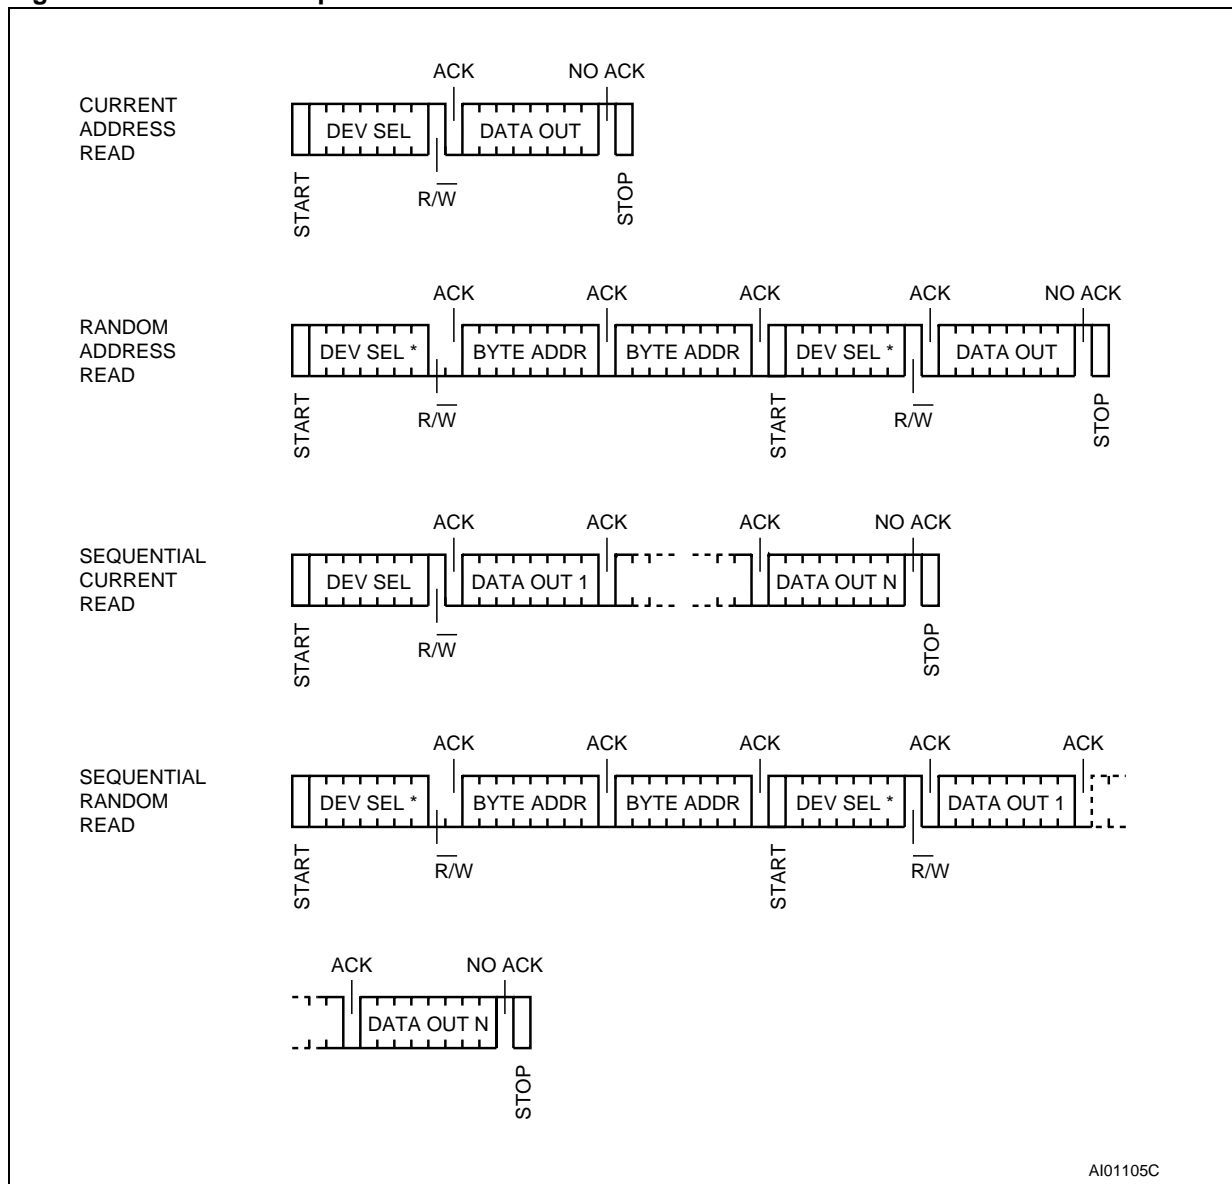 ACK NO ACK
CURRENT
ADDRESS
READ
DEV SEL DATA OUT
START R/W̅ STOP
ACK ACK ACK ACK NO ACK
RANDOM
ADDRESS
READ
DEV SEL * BYTE ADDR BYTE ADDR DEV SEL * DATA OUT
START R/W̅ START R/W̅ STOP
ACK ACK ACK NO ACK
SEQUENTIAL
CURRENT
READ
DEV SEL DATA OUT 1 DATA OUT N
START R/W̅ STOP
ACK ACK ACK ACK ACK
SEQUENTIAL
RANDOM
READ
DEV SEL * BYTE ADDR BYTE ADDR DEV SEL * DATA OUT 1
START R̅/̅W START R̅/̅W
ACK NO ACK
DATA OUT N
STOP
AI01105C